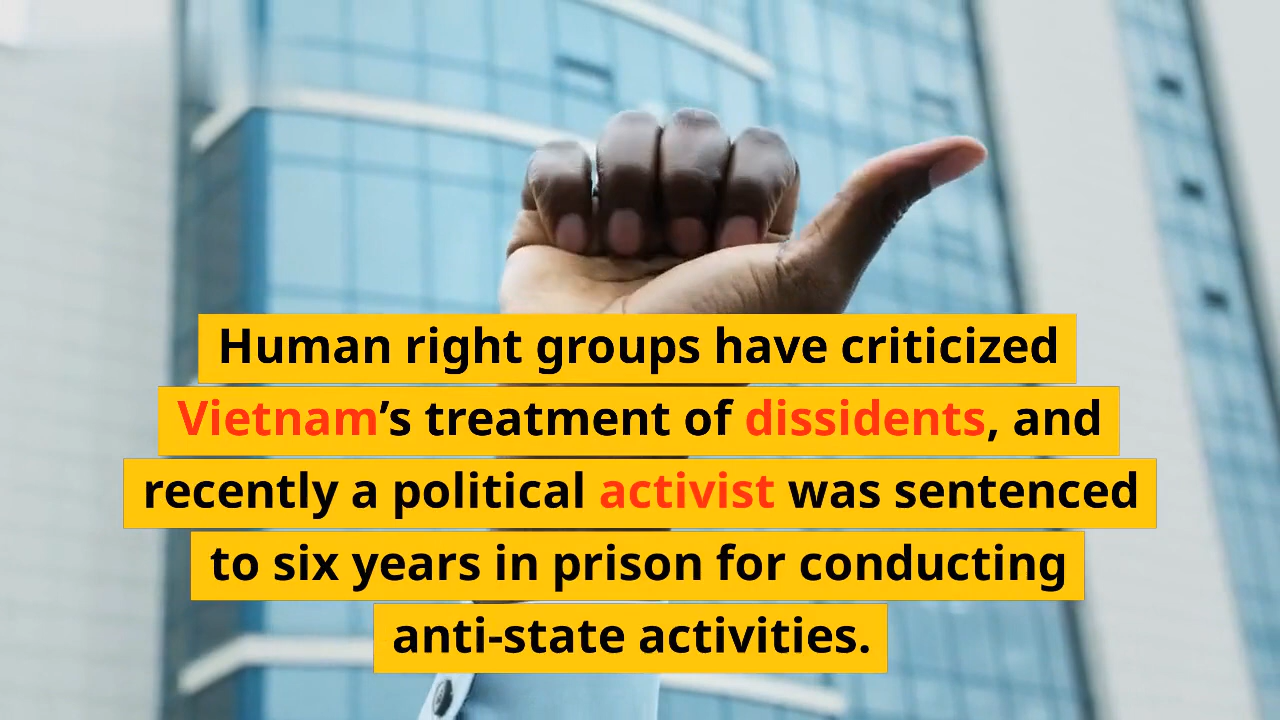 Human right groups have criticized
Vietnam’s treatment of dissidents, and
recently a political activist was sentenced
to six years in prison for conducting
anti-state activities.